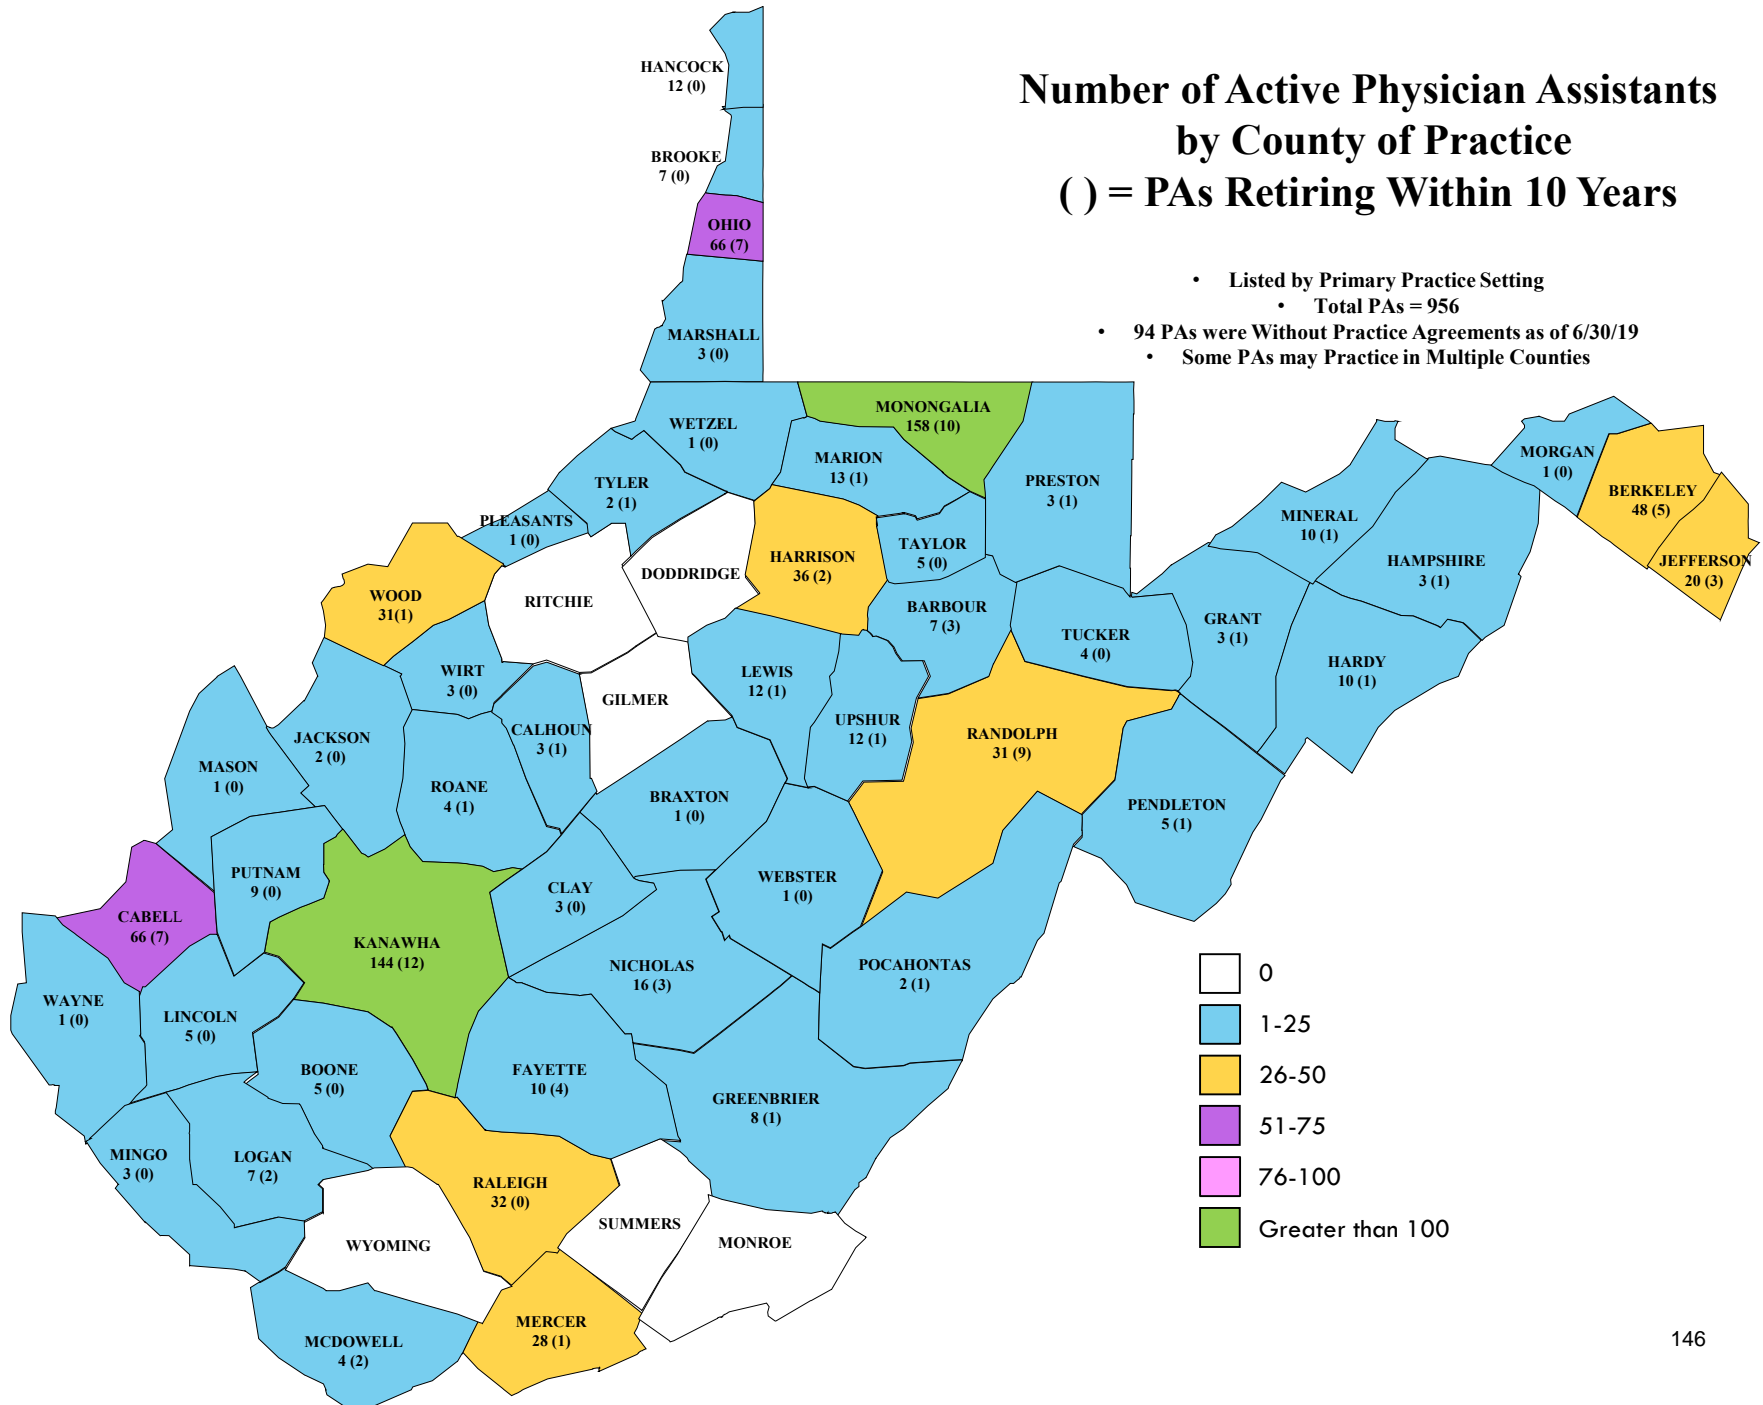 Number of Active Physician Assistants
by County of Practice
( ) = PAs Retiring Within 10 Years
• Listed by Primary Practice Setting
• Total PAs = 956
• 94 PAs were Without Practice Agreements as of 6/30/19
• Some PAs may Practice in Multiple Counties
HANCOCK
12 (0)
BROOKE
7 (0)
OHIO
66 (7)
MARSHALL
3 (0)
WETZEL
1 (0)
MONONGALIA
158 (10)
MARION
13 (1)
PRESTON
3 (1)
TYLER
2 (1)
PLEASANTS
1 (0)
MORGAN
1 (0)
BERKELEY
48 (5)
JEFFERSON
20 (3)
MINERAL
10 (1)
HAMPSHIRE
3 (1)
TAYLOR
5 (0)
HARRISON
36 (2)
DODDRIDGE
RITCHIE
WOOD
31(1)
BARBOUR
7 (3)
TUCKER
4 (0)
GRANT
3 (1)
HARDY
10 (1)
WIRT
3 (0)
LEWIS
12 (1)
GILMER
UPSHUR
12 (1)
RANDOLPH
31 (9)
CALHOUN
3 (1)
JACKSON
2 (0)
MASON
1 (0)
ROANE
4 (1)
BRAXTON
1 (0)
PENDLETON
5 (1)
PUTNAM
9 (0)
CLAY
3 (0)
WEBSTER
1 (0)
CABELL
66 (7)
KANAWHA
144 (12)
NICHOLAS
16 (3)
POCAHONTAS
2 (1)
WAYNE
1 (0)
LINCOLN
5 (0)
BOONE
5 (0)
FAYETTE
10 (4)
GREENBRIER
8 (1)
MINGO
3 (0)
LOGAN
7 (2)
RALEIGH
32 (0)
SUMMERS
MONROE
WYOMING
MERCER
28 (1)
MCDOWELL
4 (2)
0
1-25
26-50
51-75
76-100
Greater than 100
146